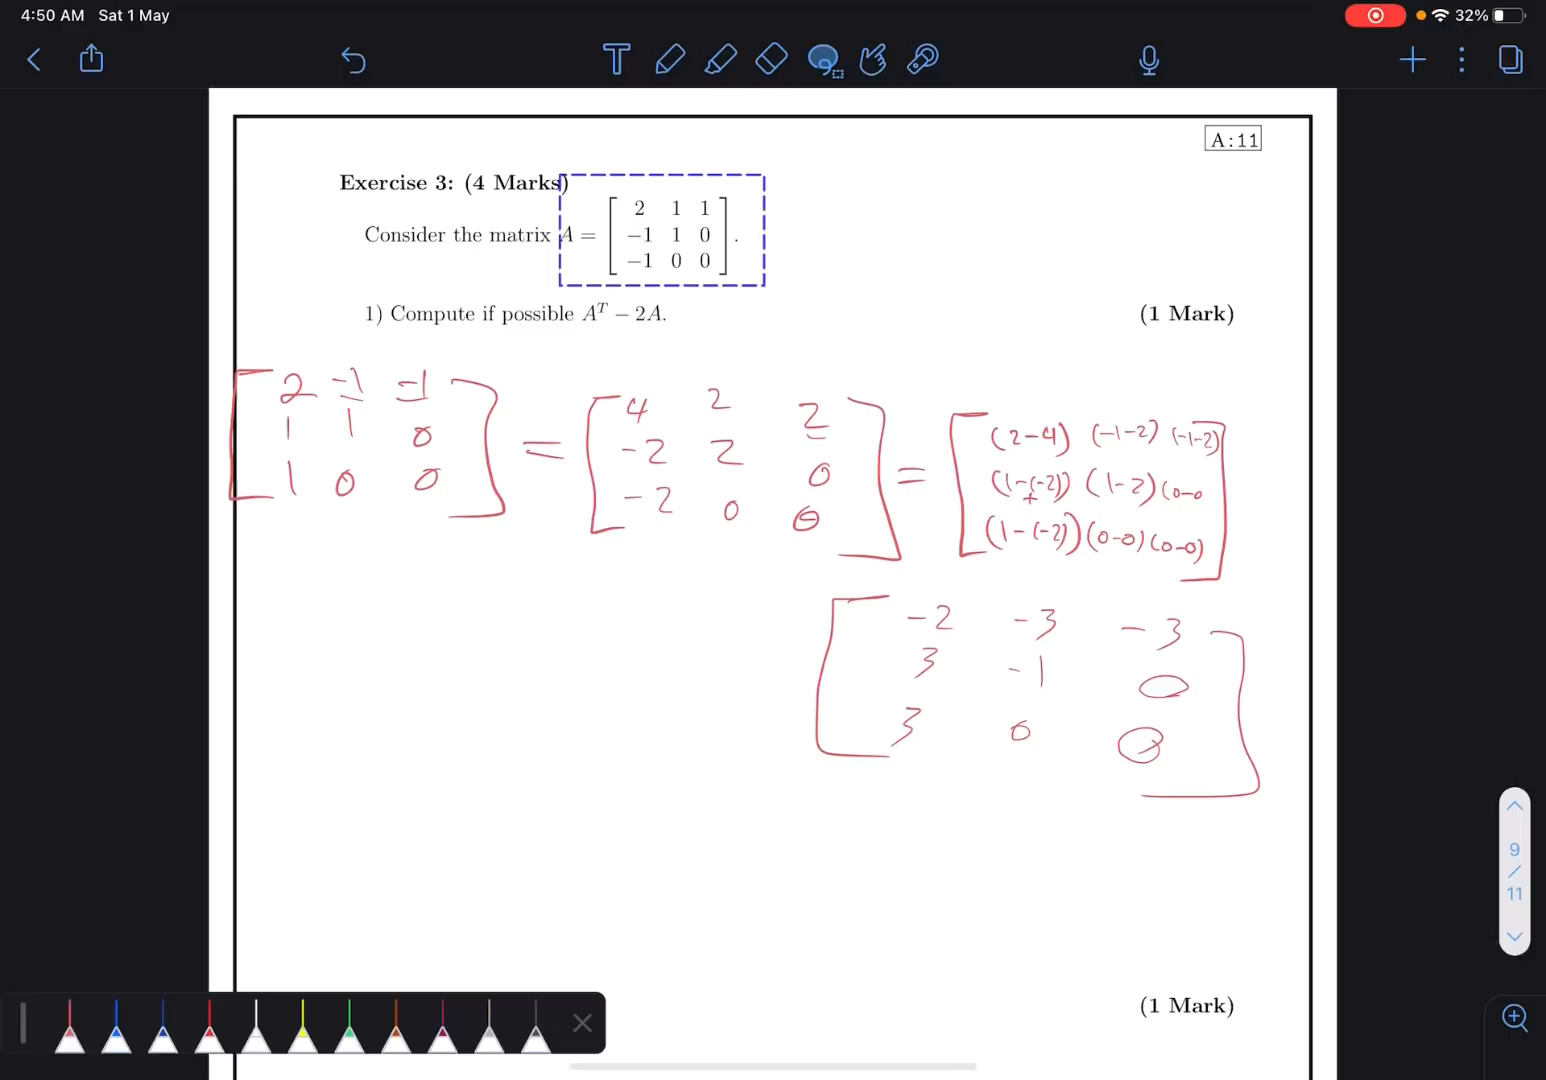 4:50 AM Sat 1 May 32%
A:11
Exercise 3: (4 Marks)
Consider the matrix A = [ 2 1 1
-1 1 0
-1 0 0 ].
1) Compute if possible Aᵀ − 2A. (1 Mark)
[ 2 -1 -1
1 1 0
1 0 0 ]
=
[ 4 2 2
-2 2 0
-2 0 0 ]
=
[ (2-4) (-1-2) (-1-2)
(1-(-2)) (1-2) (0-0
+
(1-(-2)) (0-0) (0-0) ]
[ -2 -3 -3
3 -1 0
3 0 0 ]
(1 Mark)
9
/
11